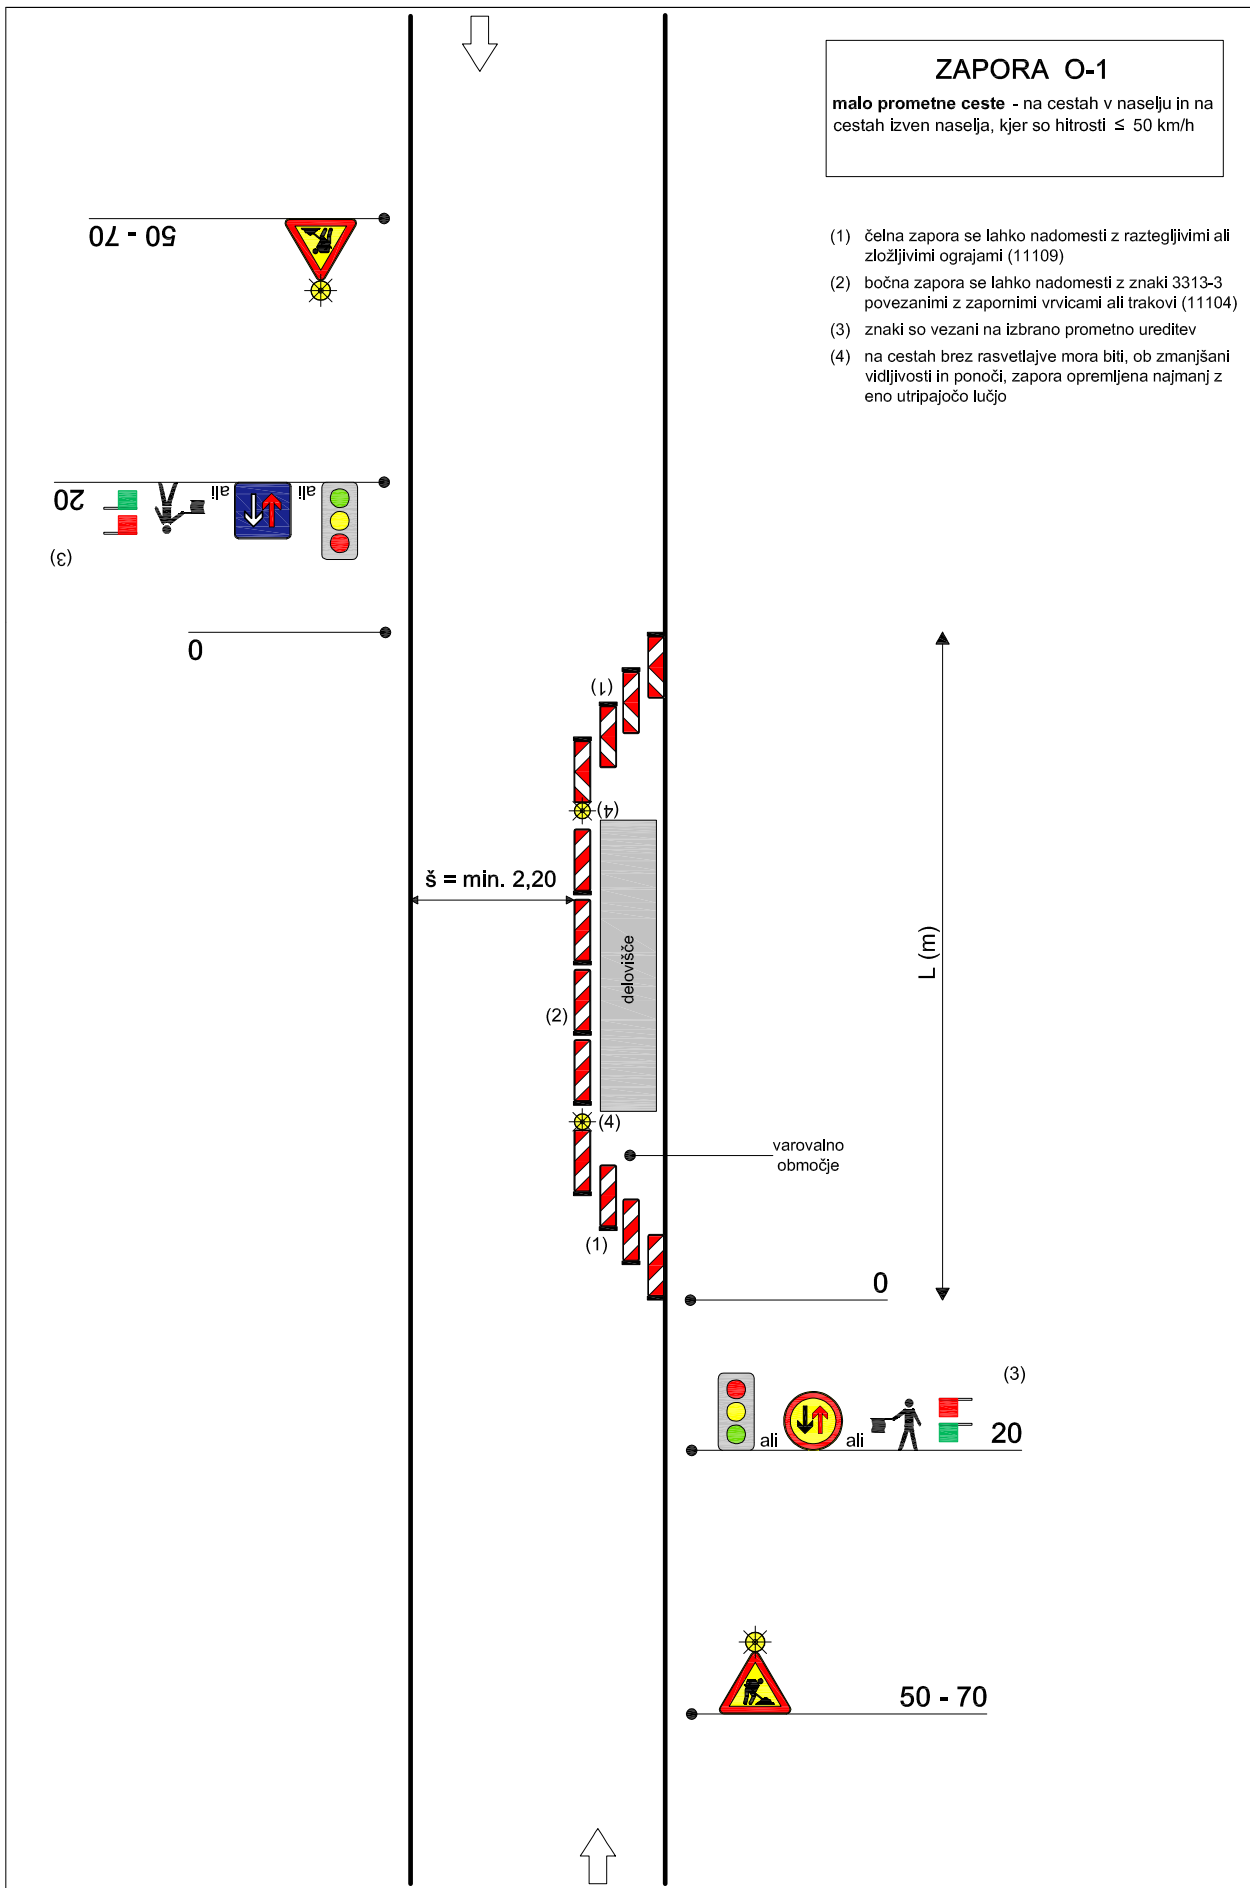 ZAPORA O-1
malo prometne ceste - na cestah v naselju in na
cestah izven naselja, kjer so hitrosti ≤ 50 km/h
(1) čelna zapora se lahko nadomesti z raztegljivimi ali
zložljivimi ograjami (11109)
(2) bočna zapora se lahko nadomesti z znaki 3313-3
povezanimi z zapornimi vrvicami ali trakovi (11104)
(3) znaki so vezani na izbrano prometno ureditev
(4) na cestah brez rasvetlajve mora biti, ob zmanjšani
vidljivosti in ponoči, zapora opremljena najmanj z
eno utripajočo lučjo
50 - 70
20
ali
ali
(3)
0
(1)
(4)
š = min. 2,20
delovišče
L (m)
(2)
(4)
varovalno
območje
(1)
0
(3)
ali
ali
20
50 - 70